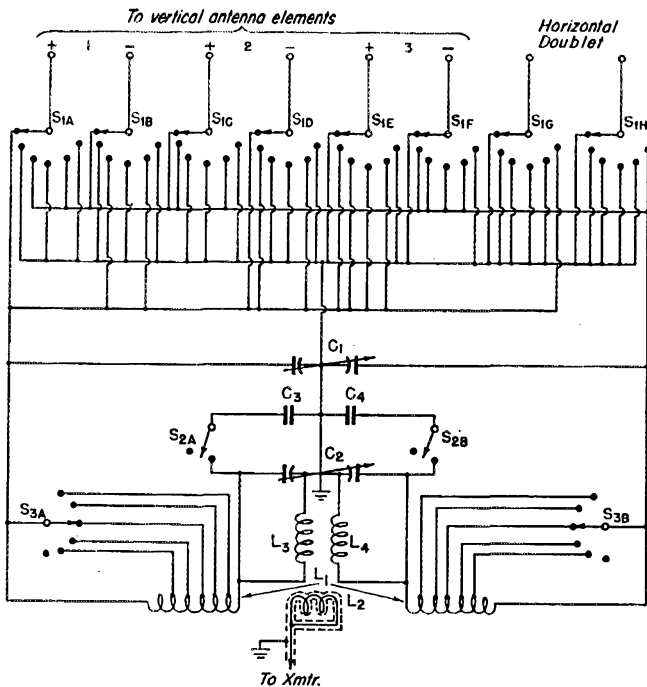 To vertical antenna elements
Horizontal
Doublet
+ 1 − + 2 − + 3 −
S1A S1B S1C S1D S1E S1F S1G S1H
C1
C3 C4
S2A S2B
C2
S3A S3B
L3 L4
L1
L2
To Xmtr.